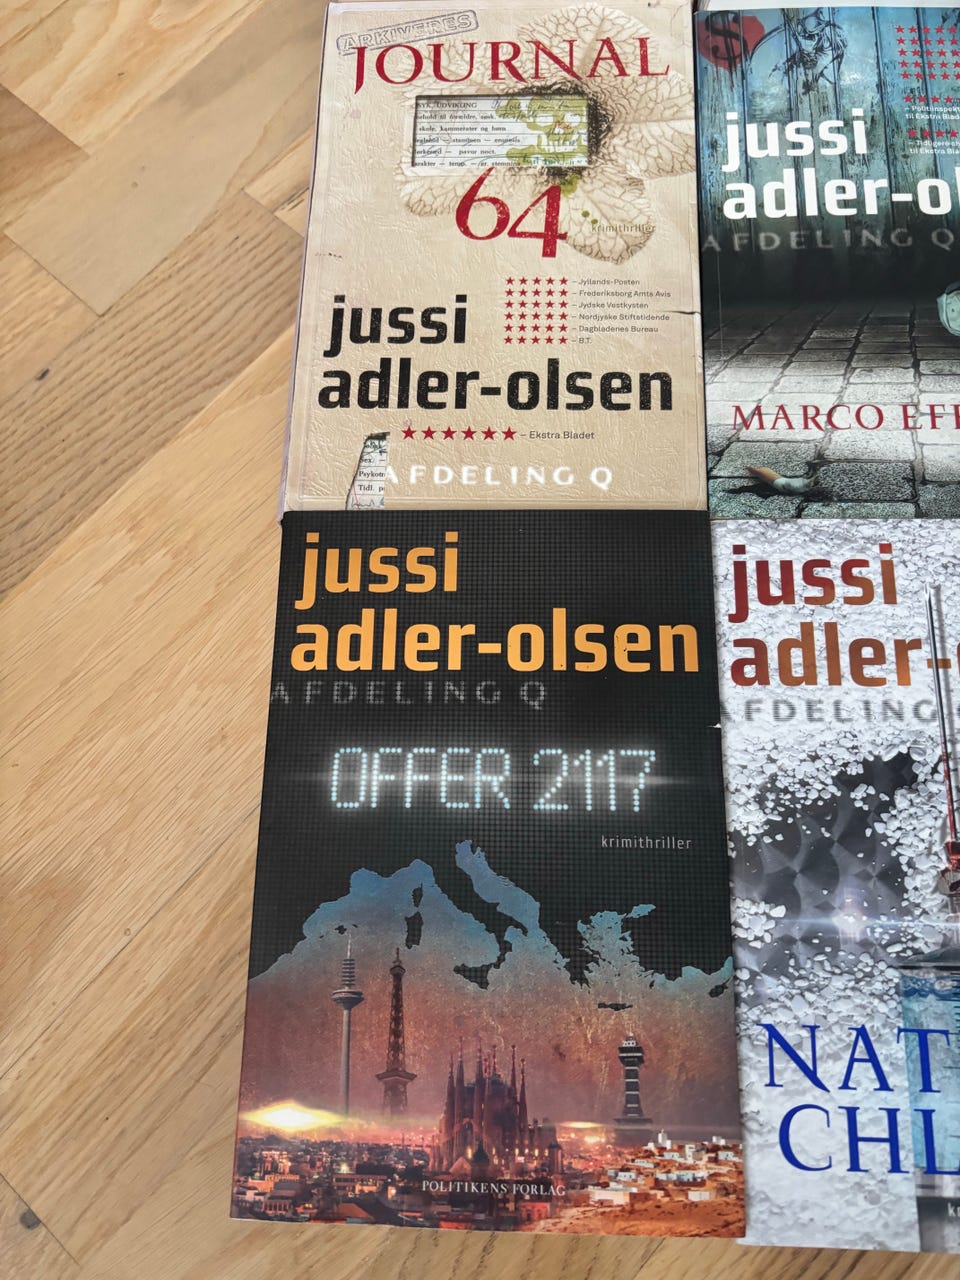 ARKIVERES
JOURNAL
64
krimithriller
★★★★★★ – Jyllands-Posten
★★★★★★ – Frederiksborg Amts Avis
★★★★★★ – Jydske Vestkysten
★★★★★★ – Nordjyske Stiftstidende
★★★★★★ – Dagbladenes Bureau
★★★★★★ – B.T.
jussi
adler-olsen
★★★★★★ – Ekstra Bladet
AFDELING Q
jussi
adler-ol
AFDELING Q
MARCO EFF
jussi
adler-olsen
AFDELING Q
OFFER 2117
krimithriller
POLITIKENS FORLAG
jussi
adler-
AFDELING
NAT
CHL